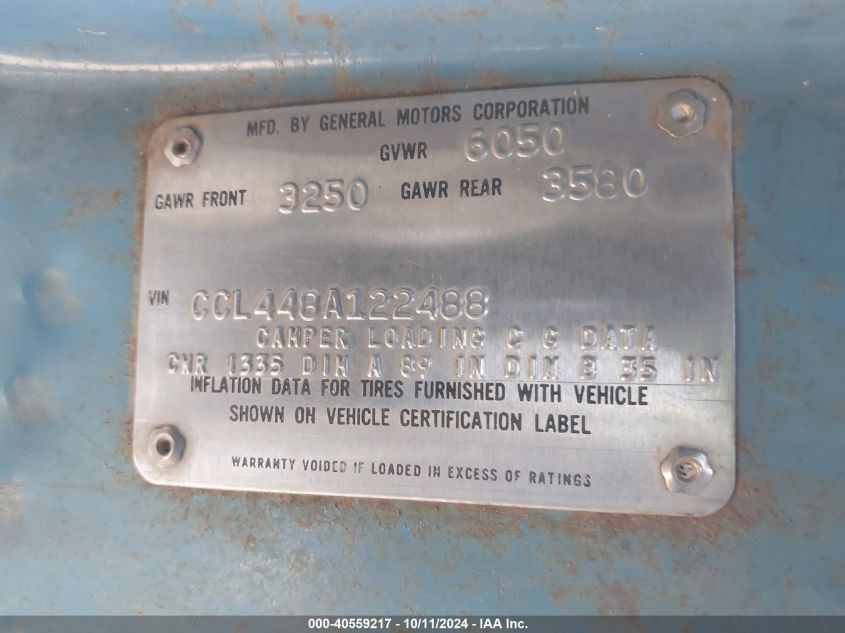 MFD. BY GENERAL MOTORS CORPORATION
GVWR 6050
GAWR FRONT 3250 GAWR REAR 3580
VIN CCL448A122488
CAMPER LOADING C G DATA
CWR 1335 DIM A 89 IN DIM B 35 IN
INFLATION DATA FOR TIRES FURNISHED WITH VEHICLE
SHOWN ON VEHICLE CERTIFICATION LABEL
WARRANTY VOIDED IF LOADED IN EXCESS OF RATINGS
000-40559217 - 10/11/2024 - IAA Inc.